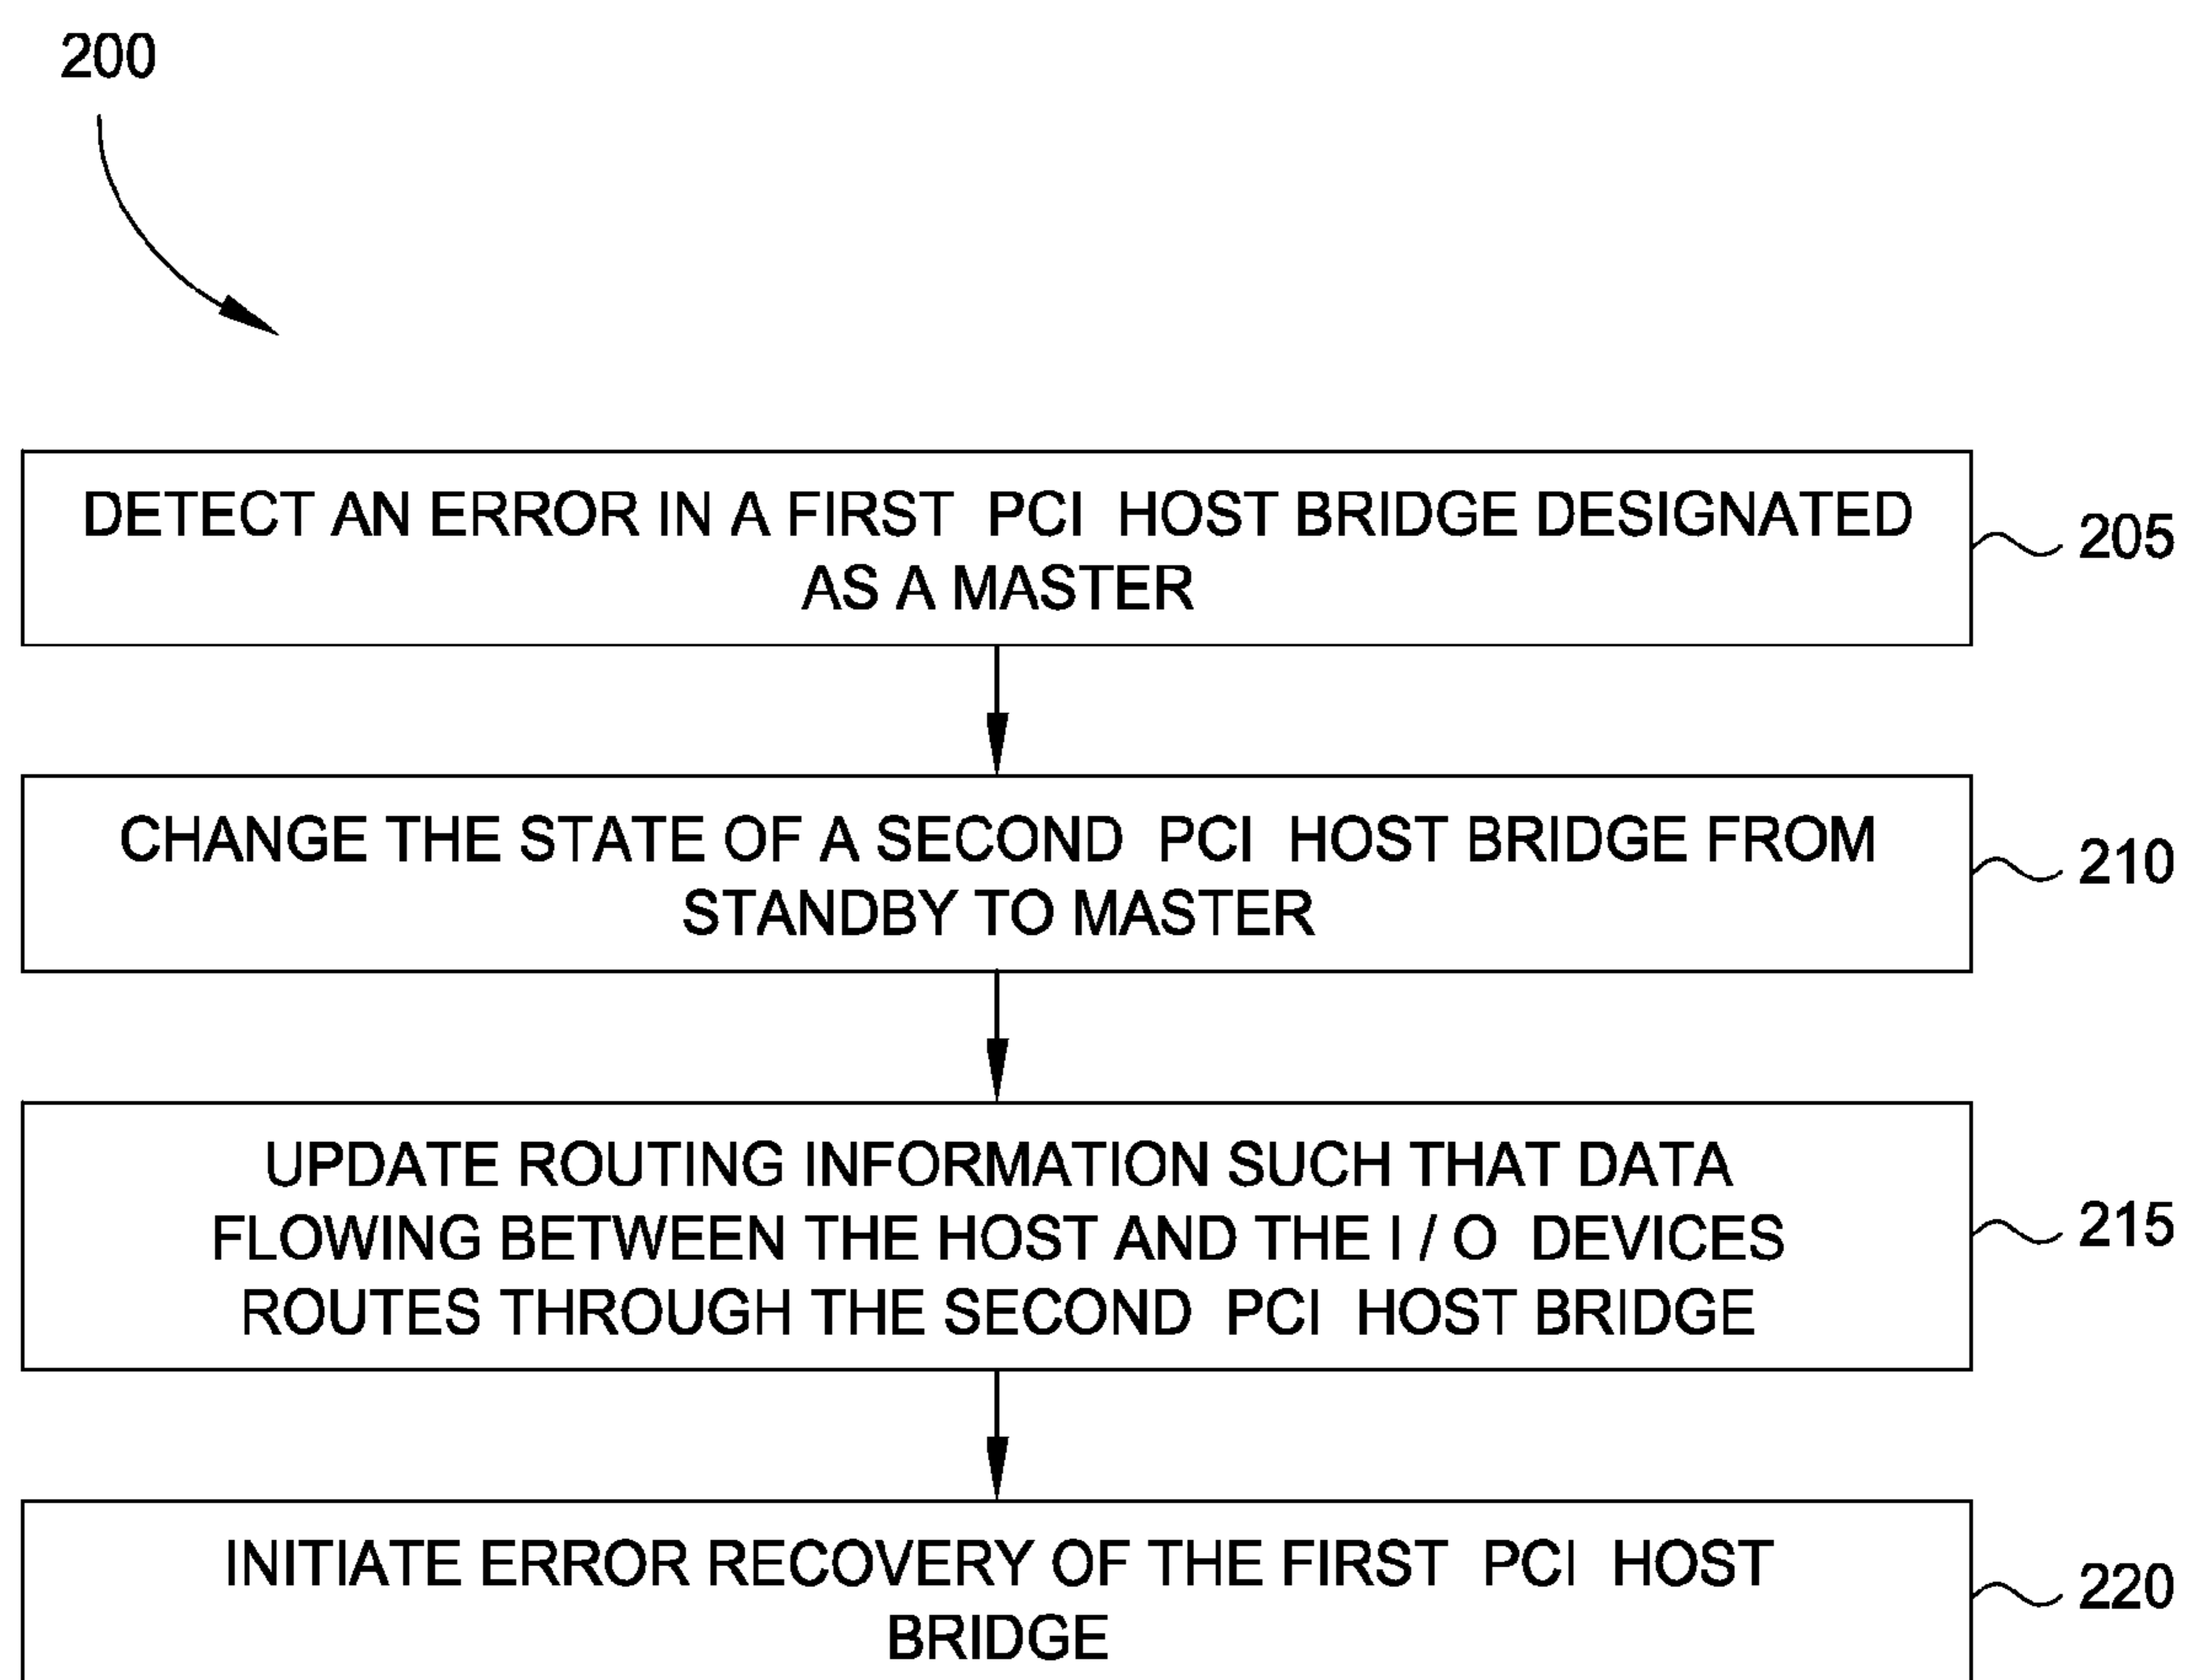 200
DETECT AN ERROR IN A FIRST PCI HOST BRIDGE DESIGNATED
AS A MASTER
205
CHANGE THE STATE OF A SECOND PCI HOST BRIDGE FROM
STANDBY TO MASTER
210
UPDATE ROUTING INFORMATION SUCH THAT DATA
FLOWING BETWEEN THE HOST AND THE I / O DEVICES
ROUTES THROUGH THE SECOND PCI HOST BRIDGE
215
INITIATE ERROR RECOVERY OF THE FIRST PCI HOST
BRIDGE
220